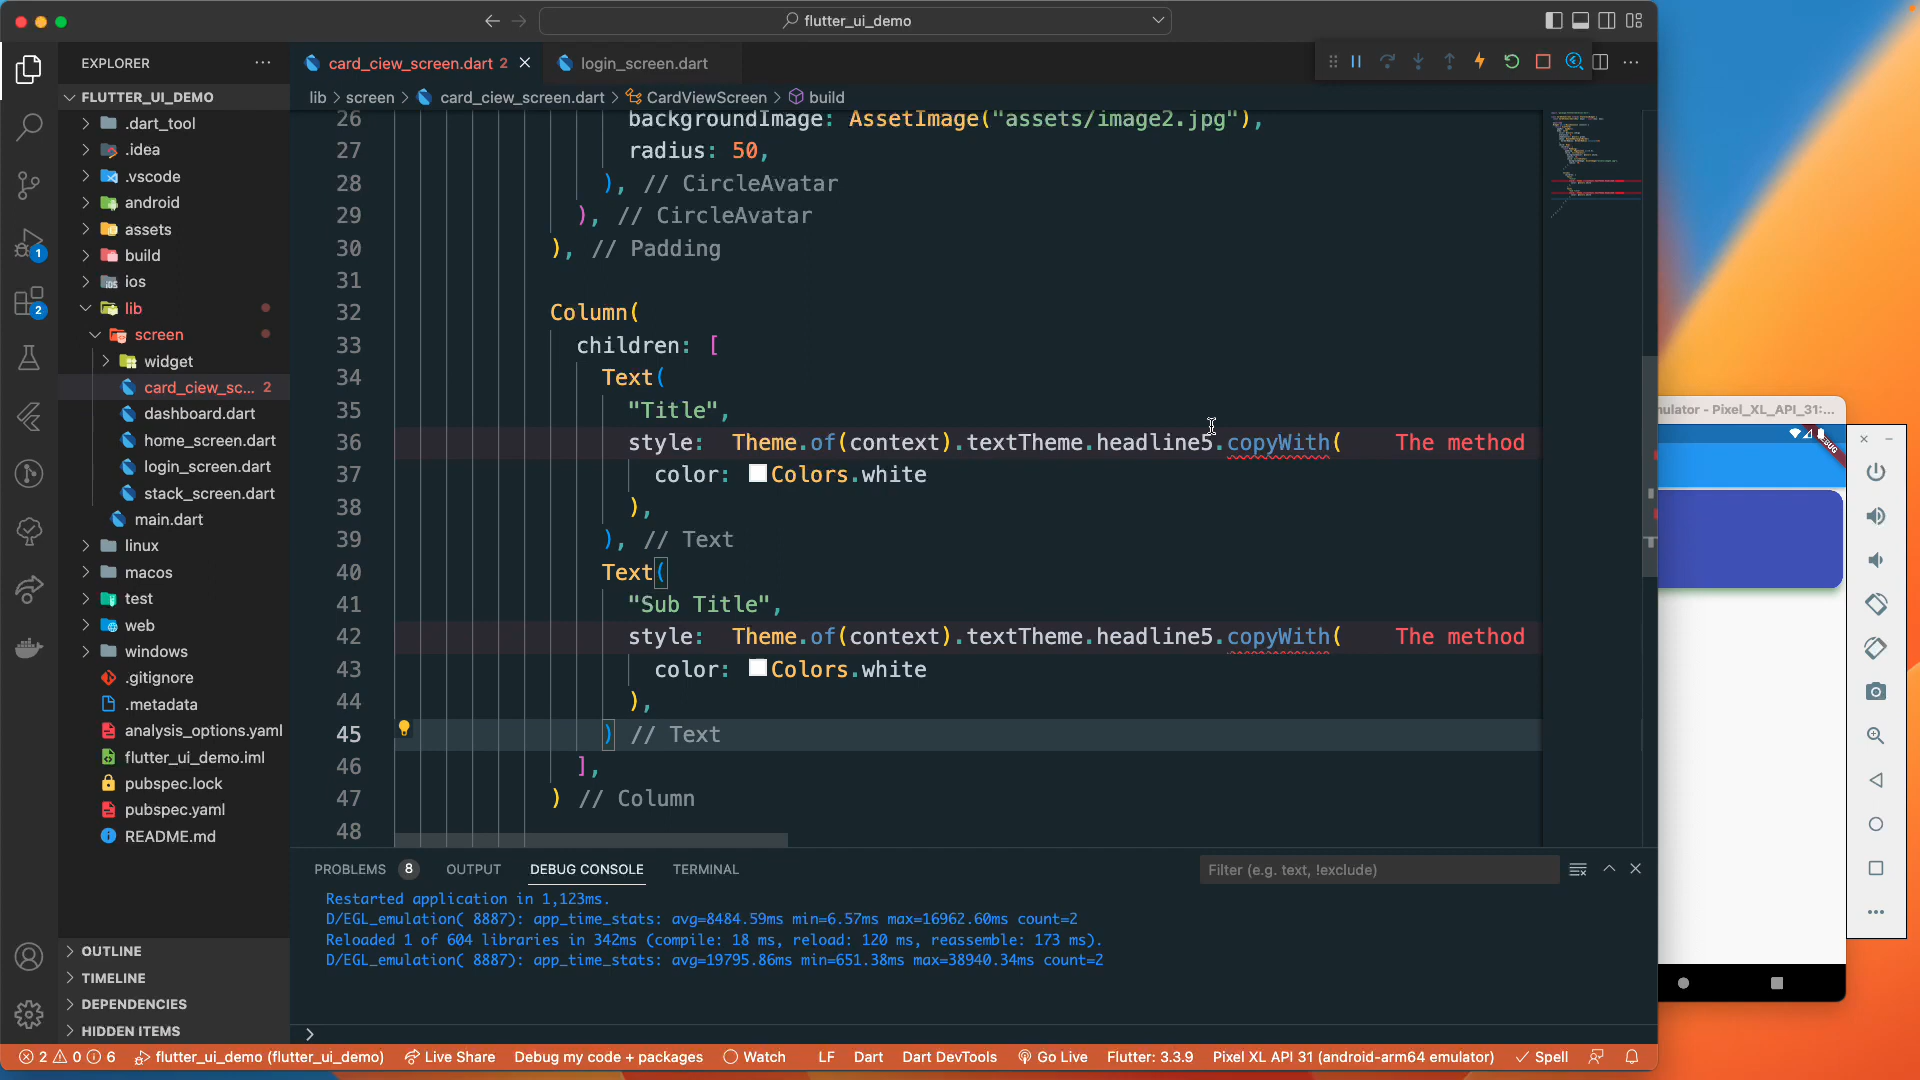 flutter_ui_demo
EXPLORER
card_ciew_screen.dart 2
login_screen.dart
FLUTTER_UI_DEMO
lib > screen > card_ciew_screen.dart > CardViewScreen > build
.dart_tool
.idea
.vscode
android
assets
build
ios
lib
screen
widget
card_ciew_sc... 2
dashboard.dart
home_screen.dart
login_screen.dart
stack_screen.dart
main.dart
linux
macos
test
web
windows
.gitignore
.metadata
analysis_options.yaml
flutter_ui_demo.iml
pubspec.lock
pubspec.yaml
README.md
OUTLINE
TIMELINE
DEPENDENCIES
HIDDEN ITEMS
1
2
26 backgroundImage: AssetImage("assets/image2.jpg"),
27 radius: 50,
28 ), // CircleAvatar
29 ), // CircleAvatar
30 ), // Padding
31
32 Column(
33 children: [
34 Text(
35 "Title",
36 style: Theme.of(context).textTheme.headline5.copyWith( The method
37 color: Colors.white
38 ),
39 ), // Text
40 Text(
41 "Sub Title",
42 style: Theme.of(context).textTheme.headline5.copyWith( The method
43 color: Colors.white
44 ),
45 ) // Text
46 ],
47 ) // Column
48
PROBLEMS 8 OUTPUT DEBUG CONSOLE TERMINAL
Filter (e.g. text, !exclude)
Restarted application in 1,123ms.
D/EGL_emulation( 8887): app_time_stats: avg=8484.59ms min=6.57ms max=16962.60ms count=2
Reloaded 1 of 604 libraries in 342ms (compile: 18 ms, reload: 120 ms, reassemble: 173 ms).
D/EGL_emulation( 8887): app_time_stats: avg=19795.86ms min=651.38ms max=38940.34ms count=2
>
2 0 6 flutter_ui_demo (flutter_ui_demo) Live Share Debug my code + packages Watch LF Dart Dart DevTools Go Live Flutter: 3.3.9 Pixel XL API 31 (android-arm64 emulator) Spell
mulator - Pixel_XL_API_31:...
DEBUG